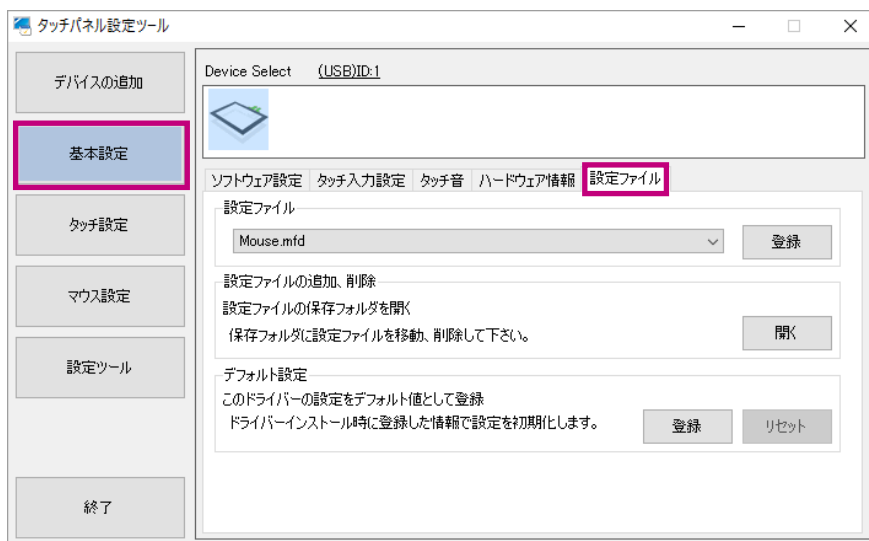 タッチパネル設定ツール
デバイスの追加
基本設定
タッチ設定
マウス設定
設定ツール
終了
Device Select (USB)ID:1
ソフトウェア設定 タッチ入力設定 タッチ音 ハードウェア情報 設定ファイル
設定ファイル
Mouse.mfd 登録
設定ファイルの追加、削除
設定ファイルの保存フォルダを開く
保存フォルダに設定ファイルを移動、削除して下さい。 開く
デフォルト設定
このドライバーの設定をデフォルト値として登録
ドライバーインストール時に登録した情報で設定を初期化します。 登録 リセット